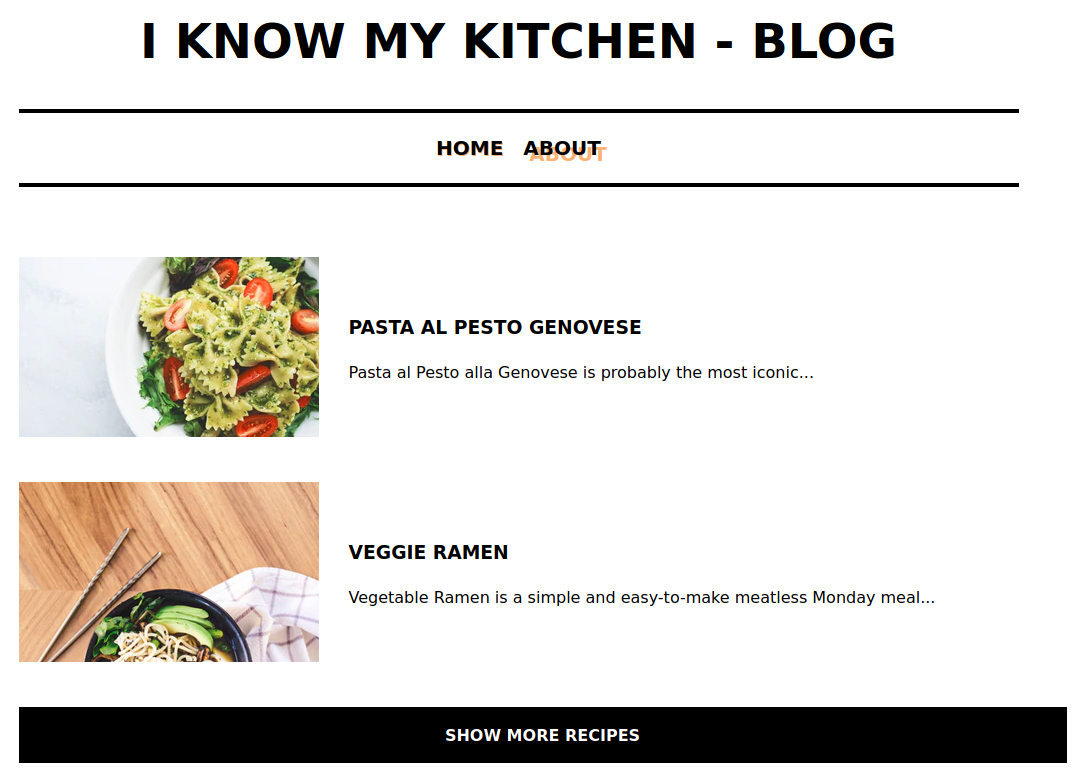 I KNOW MY KITCHEN - BLOG
HOME ABOUT
PASTA AL PESTO GENOVESE
Pasta al Pesto alla Genovese is probably the most iconic...
VEGGIE RAMEN
Vegetable Ramen is a simple and easy-to-make meatless Monday meal...
SHOW MORE RECIPES